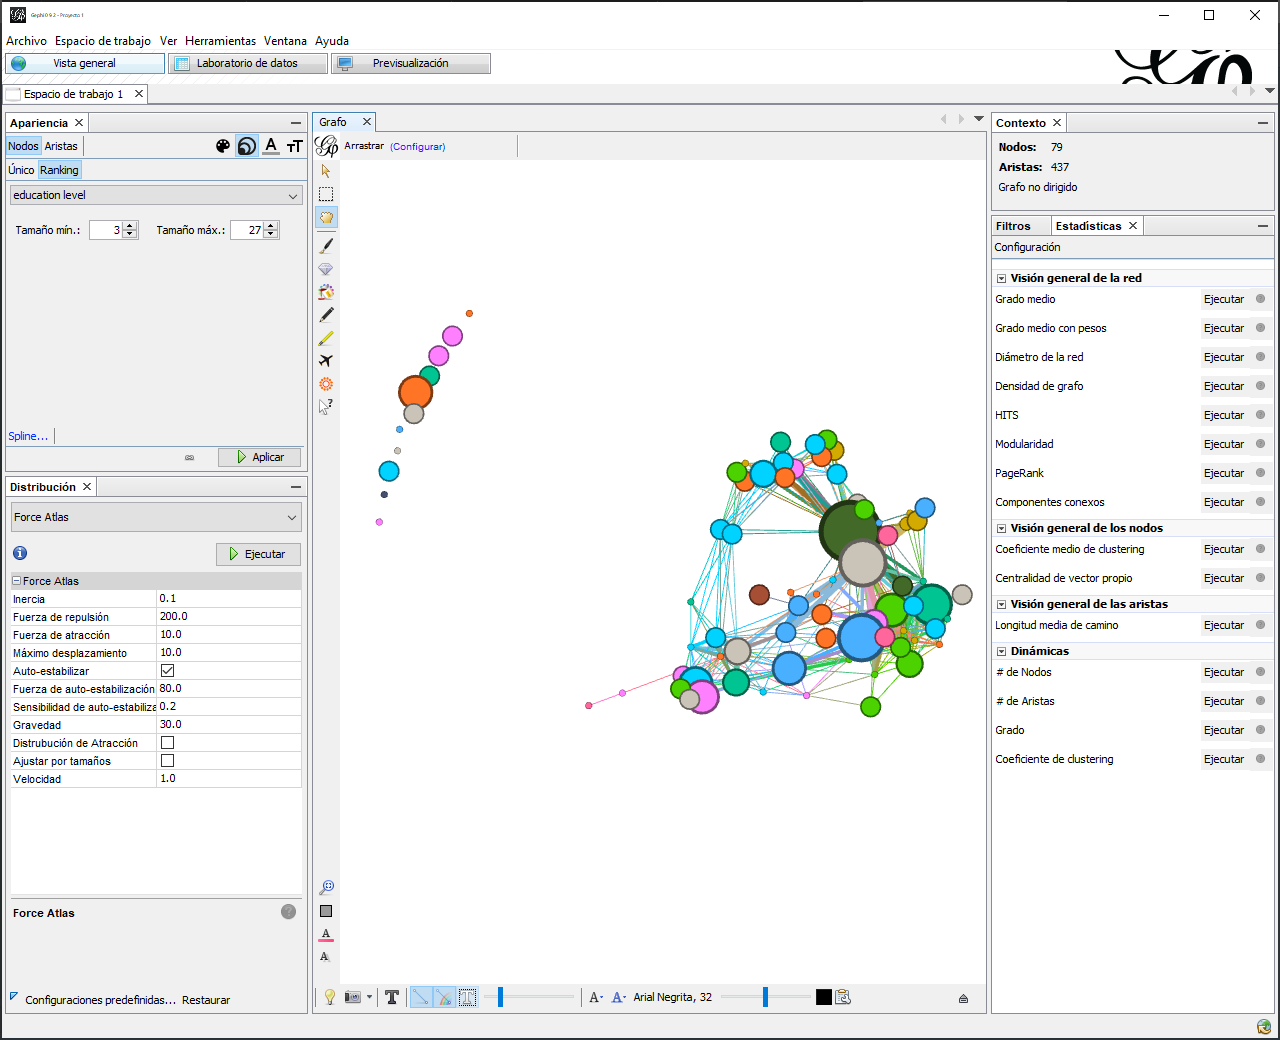 Gephi 0.9.2 - Proyecto 1
Archivo Espacio de trabajo Ver Herramientas Ventana Ayuda
Vista general Laboratorio de datos Previsualización
Espacio de trabajo 1
Apariencia
Nodos Aristas
Único Ranking
education level
Tamaño mín.: 3 Tamaño máx.: 27
Spline...
Aplicar
Distribución
Force Atlas
Ejecutar
Force Atlas
Inercia 0.1
Fuerza de repulsión 200.0
Fuerza de atracción 10.0
Máximo desplazamiento 10.0
Auto-estabilizar
Fuerza de auto-estabilización 80.0
Sensibilidad de auto-estabiliza 0.2
Gravedad 30.0
Distrubución de Atracción
Ajustar por tamaños
Velocidad 1.0
Force Atlas
Configuraciones predefinidas... Restaurar
Grafo
Arrastrar (Configurar)
Arial Negrita, 32
Contexto
Nodos: 79
Aristas: 437
Grafo no dirigido
Filtros Estadísticas
Configuración
Visión general de la red
Grado medio Ejecutar
Grado medio con pesos Ejecutar
Diámetro de la red Ejecutar
Densidad de grafo Ejecutar
HITS Ejecutar
Modularidad Ejecutar
PageRank Ejecutar
Componentes conexos Ejecutar
Visión general de los nodos
Coeficiente medio de clustering Ejecutar
Centralidad de vector propio Ejecutar
Visión general de las aristas
Longitud media de camino Ejecutar
Dinámicas
# de Nodos Ejecutar
# de Aristas Ejecutar
Grado Ejecutar
Coeficiente de clustering Ejecutar